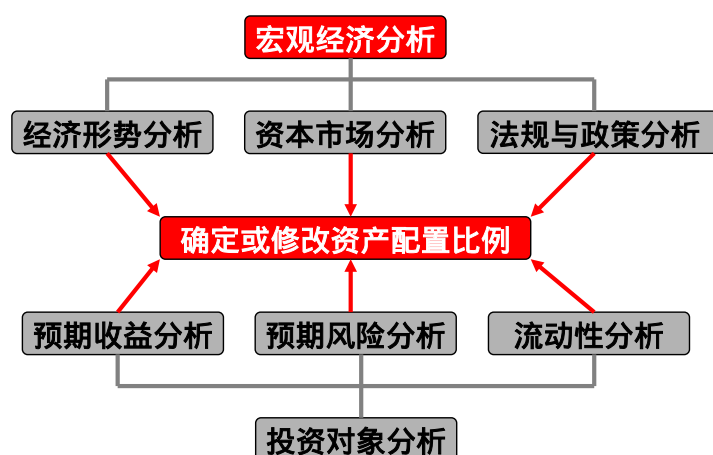 宏观经济分析
经济形势分析
资本市场分析
法规与政策分析
确定或修改资产配置比例
预期收益分析
预期风险分析
流动性分析
投资对象分析